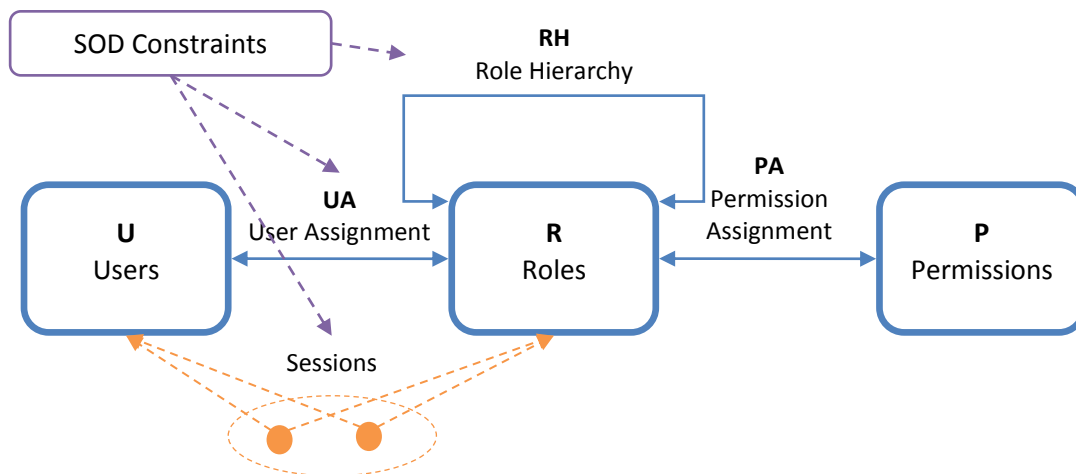 SOD Constraints
RH
Role Hierarchy
UA
User Assignment
PA
Permission
Assignment
U
Users
R
Roles
P
Permissions
Sessions